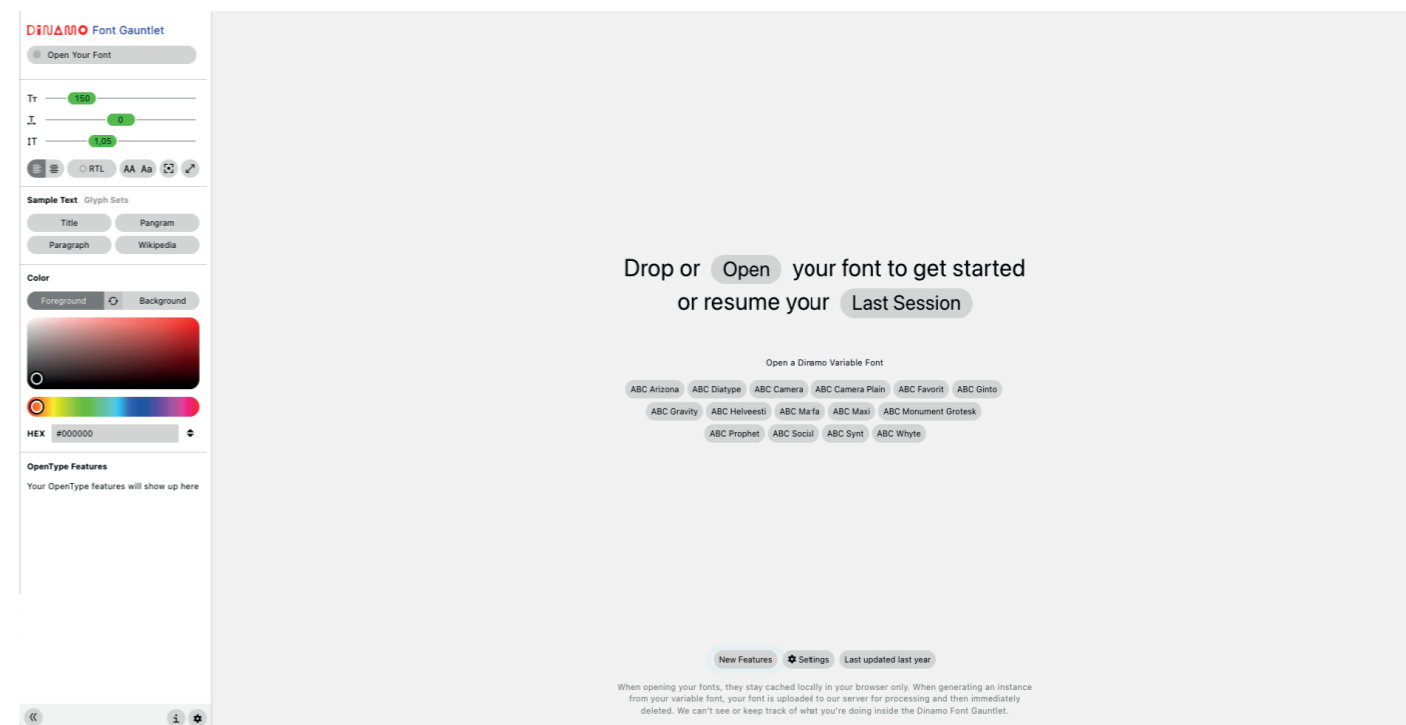 DINAMO Font Gauntlet
Open Your Font
Tт 150
T 0
IT 1,05
RTL AA Aa
Sample Text Glyph Sets
Title Pangram
Paragraph Wikipedia
Color
Foreground Background
HEX #000000
OpenType Features
Your OpenType features will show up here
i
Drop or Open your font to get started
or resume your Last Session
Open a Dinamo Variable Font
ABC Arizona ABC Diatype ABC Camera ABC Camera Plain ABC Favorit ABC Ginto
ABC Gravity ABC Helveesti ABC Marfa ABC Maxi ABC Monument Grotesk
ABC Prophet ABC Social ABC Synt ABC Whyte
New Features Settings Last updated last year
When opening your fonts, they stay cached locally in your browser only. When generating an instance
from your variable font, your font is uploaded to our server for processing and then immediately
deleted. We can't see or keep track of what you're doing inside the Dinamo Font Gauntlet.